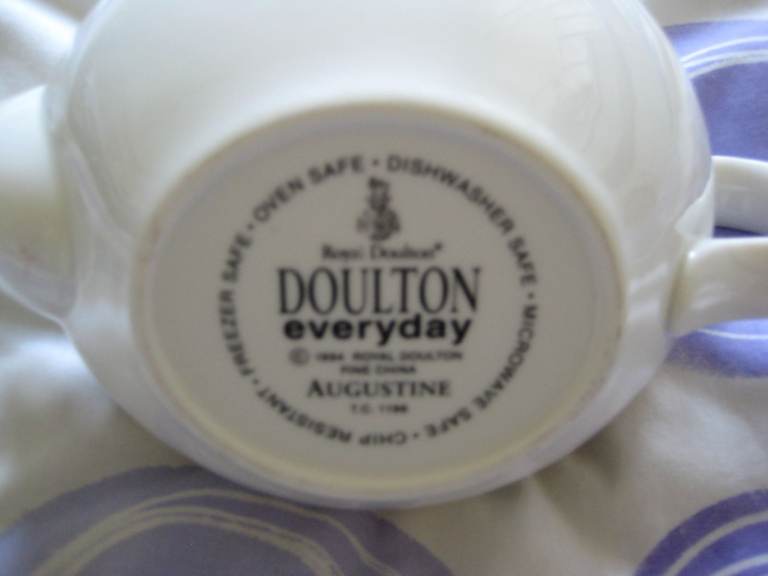 OVEN SAFE • DISHWASHER SAFE • MICROWAVE SAFE • CHIP RESISTANT • FREEZER SAFE •
Royal Doulton®
DOULTON
everyday
© 1994 ROYAL DOULTON
FINE CHINA
AUGUSTINE
T.C. 1196